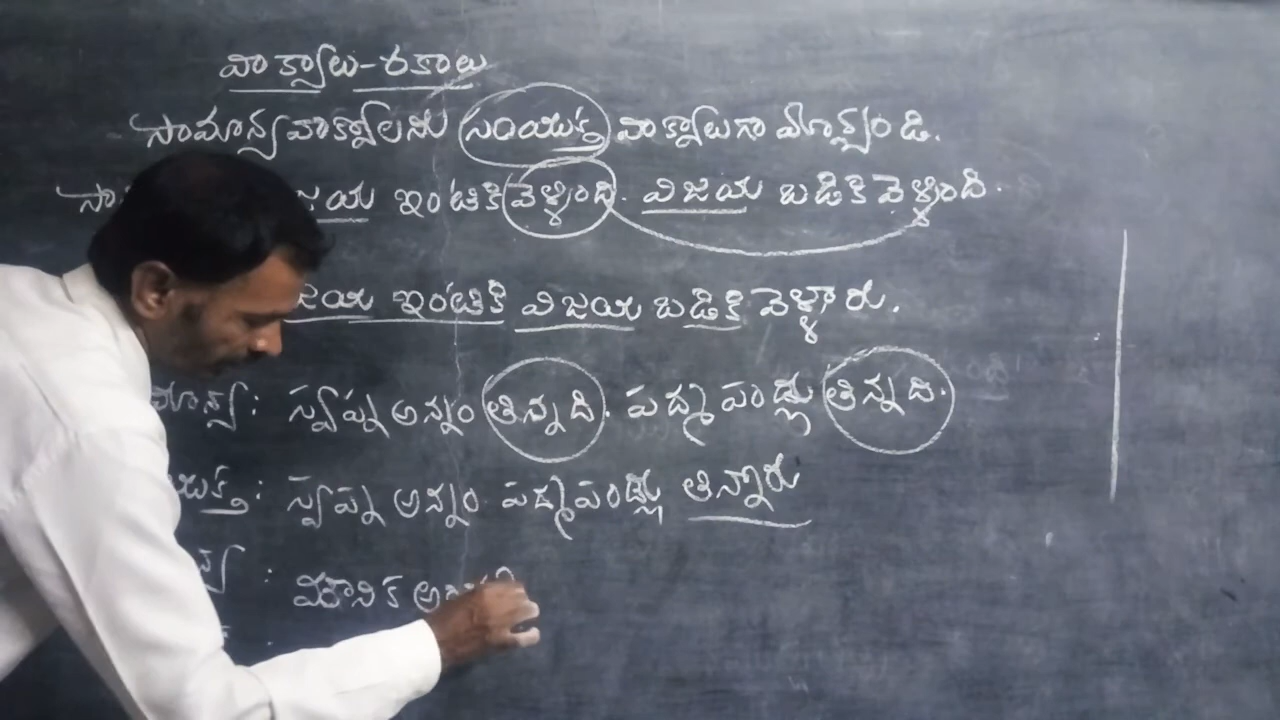 వాక్యాలు-రకాలు
సామాన్య వాక్యాలను సంయుక్త వాక్యాలుగా మార్చండి.
ఇంటికి వెళ్ళింది. విజయ బడికి వెళ్ళింది.
ఇంటికి విజయ బడికి వెళ్ళారు.
స్వప్న అన్నం తిన్నది. పద్మ పండ్లు తిన్నది.
స్వప్న అన్నం పద్మ పండ్లు తిన్నారు